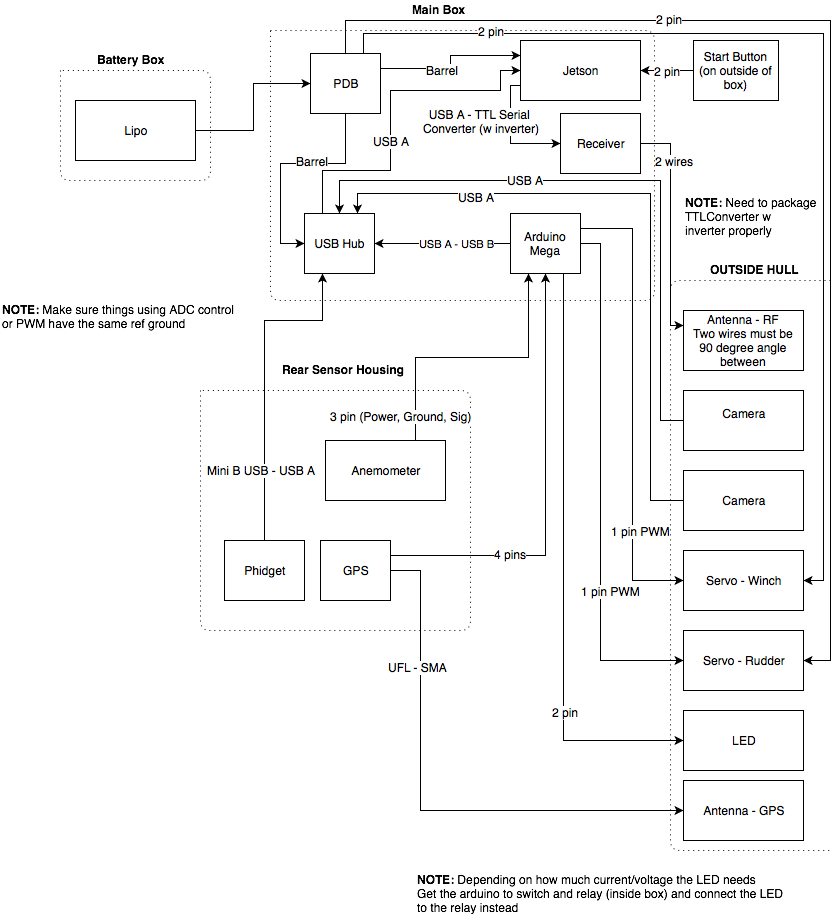 Main Box
2 pin
2 pin
Battery Box
PDB
Barrel
Jetson
2 pin
Start Button
(on outside of
box)
Lipo
USB A - TTL Serial
Converter (w inverter)
USB A
Receiver
Barrel
2 wires
USB A
USB A
NOTE: Need to package
TTLConverter w
inverter properly
USB Hub
USB A - USB B
Arduino
Mega
OUTSIDE HULL
NOTE: Make sure things using ADC control
or PWM have the same ref ground
Antenna - RF
Two wires must be
90 degree angle
between
Rear Sensor Housing
3 pin (Power, Ground, Sig)
Camera
Mini B USB - USB A
Anemometer
Camera
1 pin PWM
4 pins
Phidget
GPS
Servo - Winch
1 pin PWM
UFL - SMA
Servo - Rudder
2 pin
LED
Antenna - GPS
NOTE: Depending on how much current/voltage the LED needs
Get the arduino to switch and relay (inside box) and connect the LED
to the relay instead